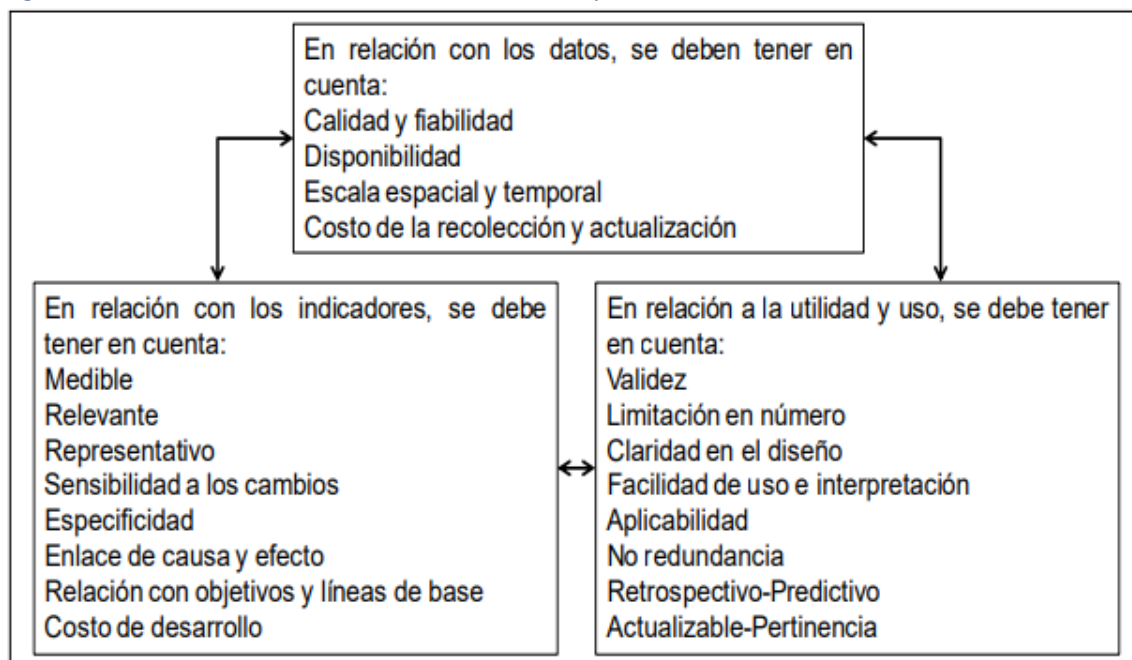 En relación con los datos, se deben tener en
cuenta:
Calidad y fiabilidad
Disponibilidad
Escala espacial y temporal
Costo de la recolección y actualización
En relación con los indicadores, se debe
tener en cuenta:
Medible
Relevante
Representativo
Sensibilidad a los cambios
Especificidad
Enlace de causa y efecto
Relación con objetivos y líneas de base
Costo de desarrollo
En relación a la utilidad y uso, se debe tener
en cuenta:
Validez
Limitación en número
Claridad en el diseño
Facilidad de uso e interpretación
Aplicabilidad
No redundancia
Retrospectivo-Predictivo
Actualizable-Pertinencia